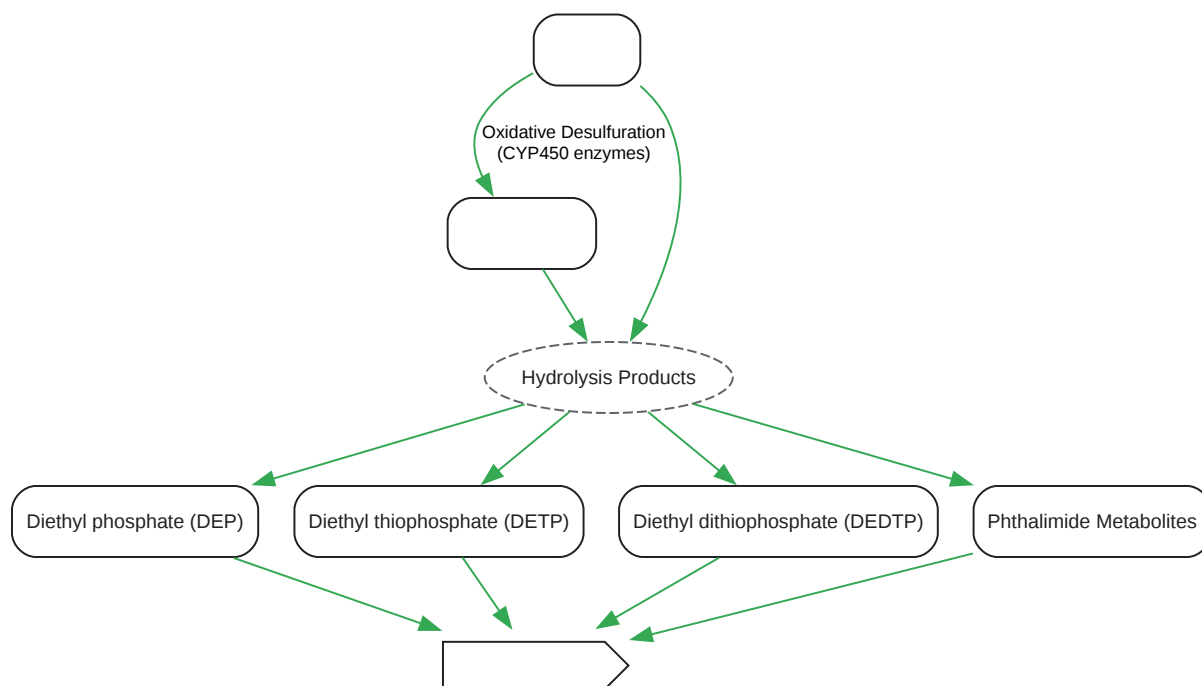 Oxidative Desulfuration
(CYP450 enzymes)
Hydrolysis Products
Diethyl phosphate (DEP)
Diethyl thiophosphate (DETP)
Diethyl dithiophosphate (DEDTP)
Phthalimide Metabolites